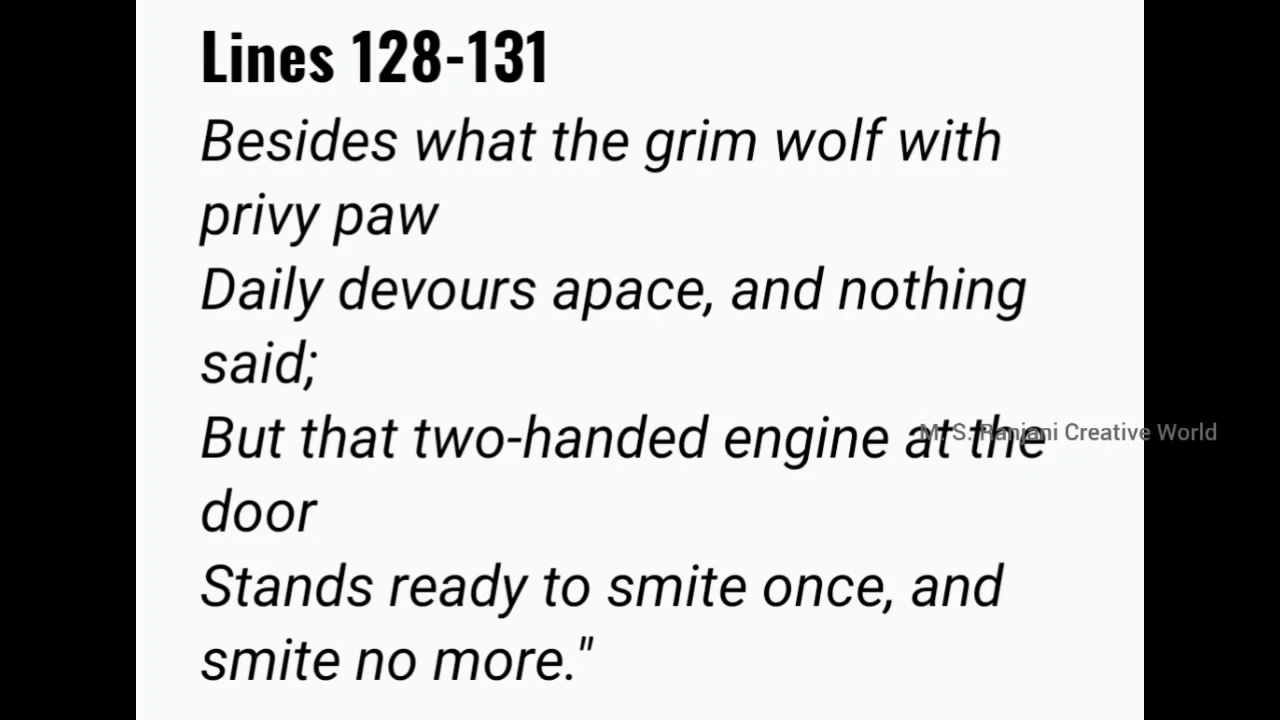 Lines 128-131
Besides what the grim wolf with
privy paw
Daily devours apace, and nothing
said;
But that two-handed engine at the
door
Stands ready to smite once, and
smite no more."
M. S. Ranjani Creative World